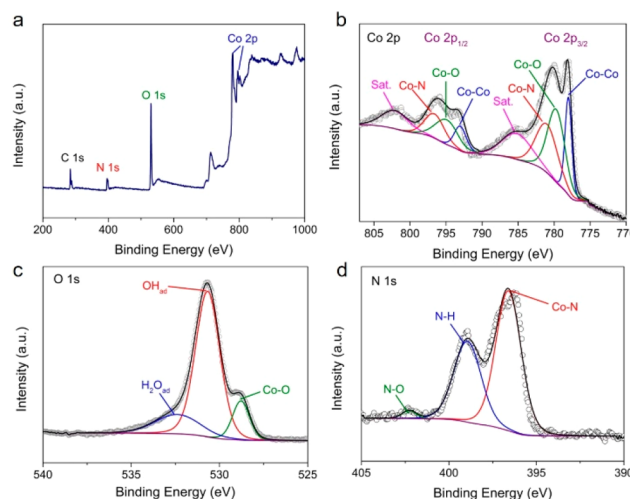 a
C 1s
N 1s
O 1s
Co 2p
Intensity (a.u.)
200 400 600 800 1000
Binding Energy (eV)
b
Co 2p Co 2p1/2 Co 2p3/2
Sat.
Co-N
Co-O
Co-Co
Sat.
Co-N
Co-O
Co-Co
Intensity (a.u.)
805 800 795 790 785 780 775 770
Binding Energy (eV)
c
O 1s
OHad
H2Oad
Co-O
Intensity (a.u.)
540 535 530 525
Binding Energy (eV)
d
N 1s
N-O
N-H
Co-N
Intensity (a.u.)
405 400 395 390
Binding Energy (eV)